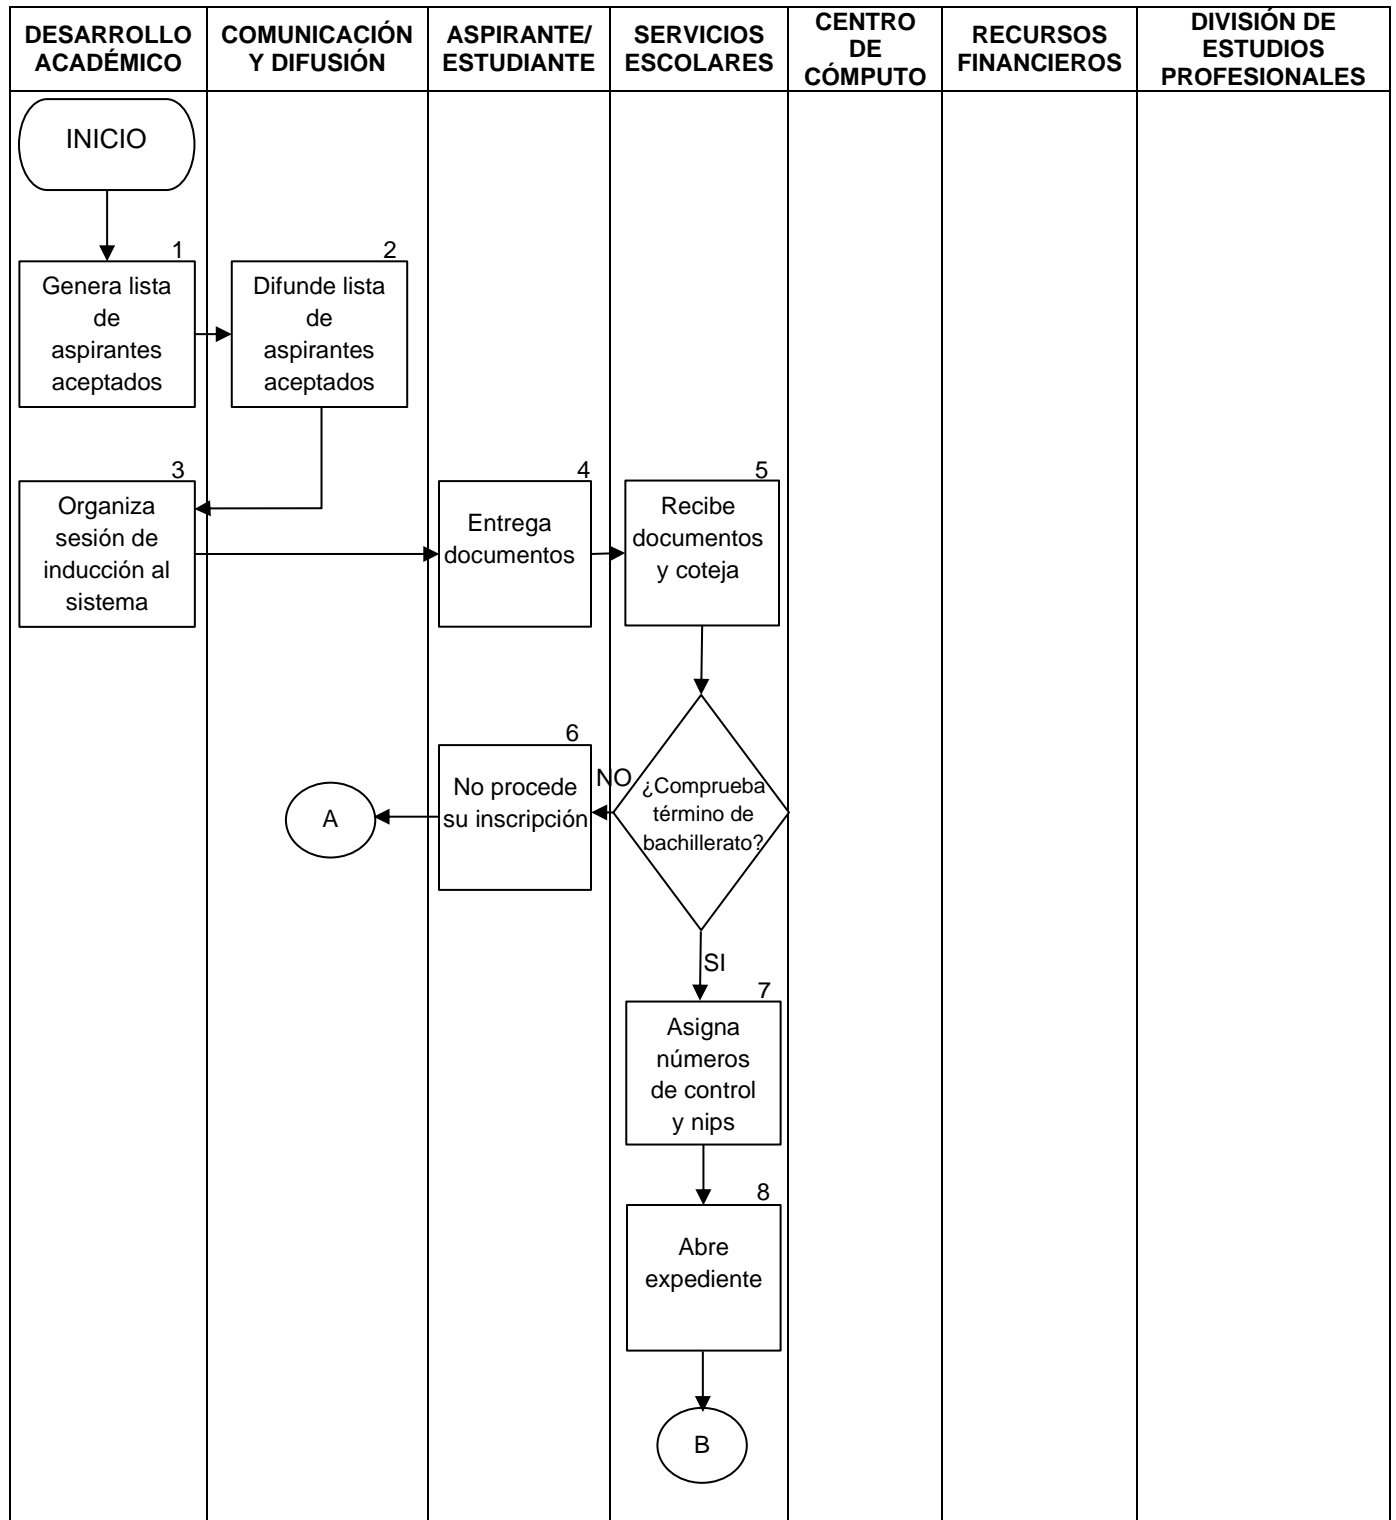 DESARROLLO
ACADÉMICO
COMUNICACIÓN
Y DIFUSIÓN
ASPIRANTE/
ESTUDIANTE
SERVICIOS
ESCOLARES
CENTRO
DE
CÓMPUTO
RECURSOS
FINANCIEROS
DIVISIÓN DE
ESTUDIOS
PROFESIONALES
INICIO
1
Genera lista
de
aspirantes
aceptados
2
Difunde lista
de
aspirantes
aceptados
3
Organiza
sesión de
inducción al
sistema
4
Entrega
documentos
5
Recibe
documentos
y coteja
¿Comprueba
término de
bachillerato?
NO
6
No procede
su inscripción
A
SI
7
Asigna
números
de control
y nips
8
Abre
expediente
B